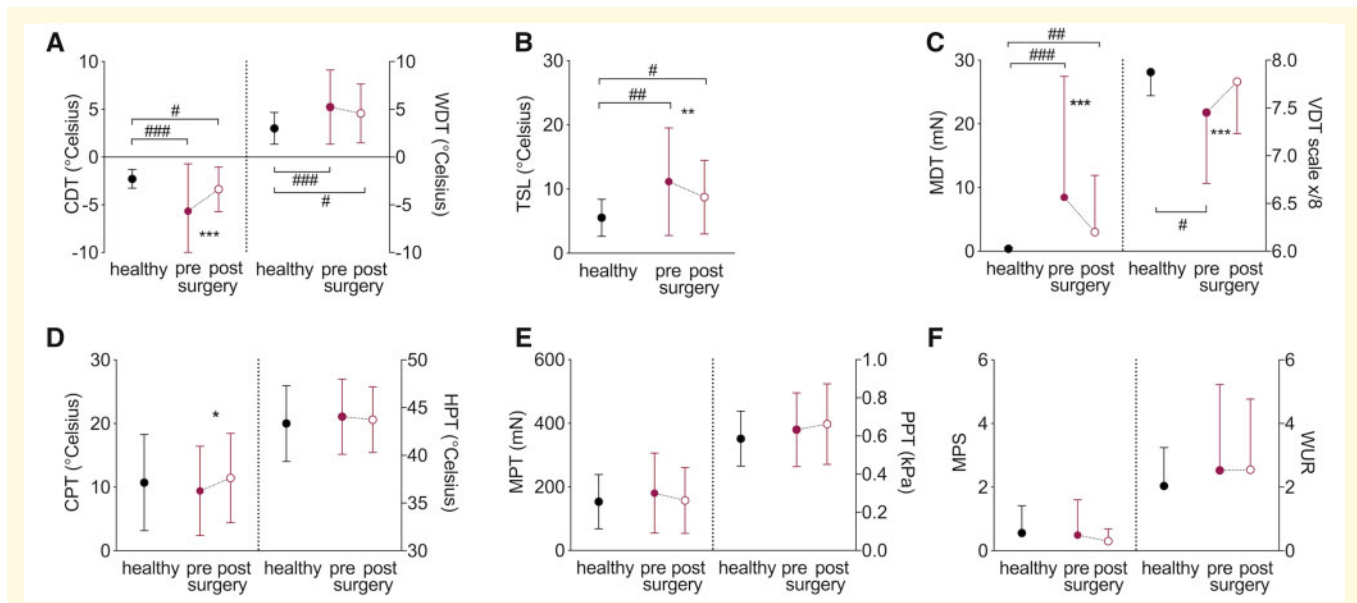 A
10
5
0
-5
-10
CDT (°Celsius)
#
###
***
healthy
pre post
surgery
10
5
0
-5
-10
WDT (°Celsius)
###
#
healthy
pre post
surgery
B
30
20
10
0
TSL (°Celsius)
#
##
**
healthy
pre post
surgery
C
##
###
30
20
10
0
MDT (mN)
***
healthy
pre post
surgery
8.0
7.5
7.0
6.5
6.0
VDT scale x/8
***
#
healthy
pre post
surgery
D
30
20
10
0
CPT (°Celsius)
*
healthy
pre post
surgery
50
45
40
35
30
HPT (°Celsius)
healthy
pre post
surgery
E
600
400
200
0
MPT (mN)
healthy
pre post
surgery
1.0
0.8
0.6
0.4
0.2
0.0
PPT (kPa)
healthy
pre post
surgery
F
6
4
2
0
MPS
healthy
pre post
surgery
6
4
2
0
WUR
healthy
pre post
surgery